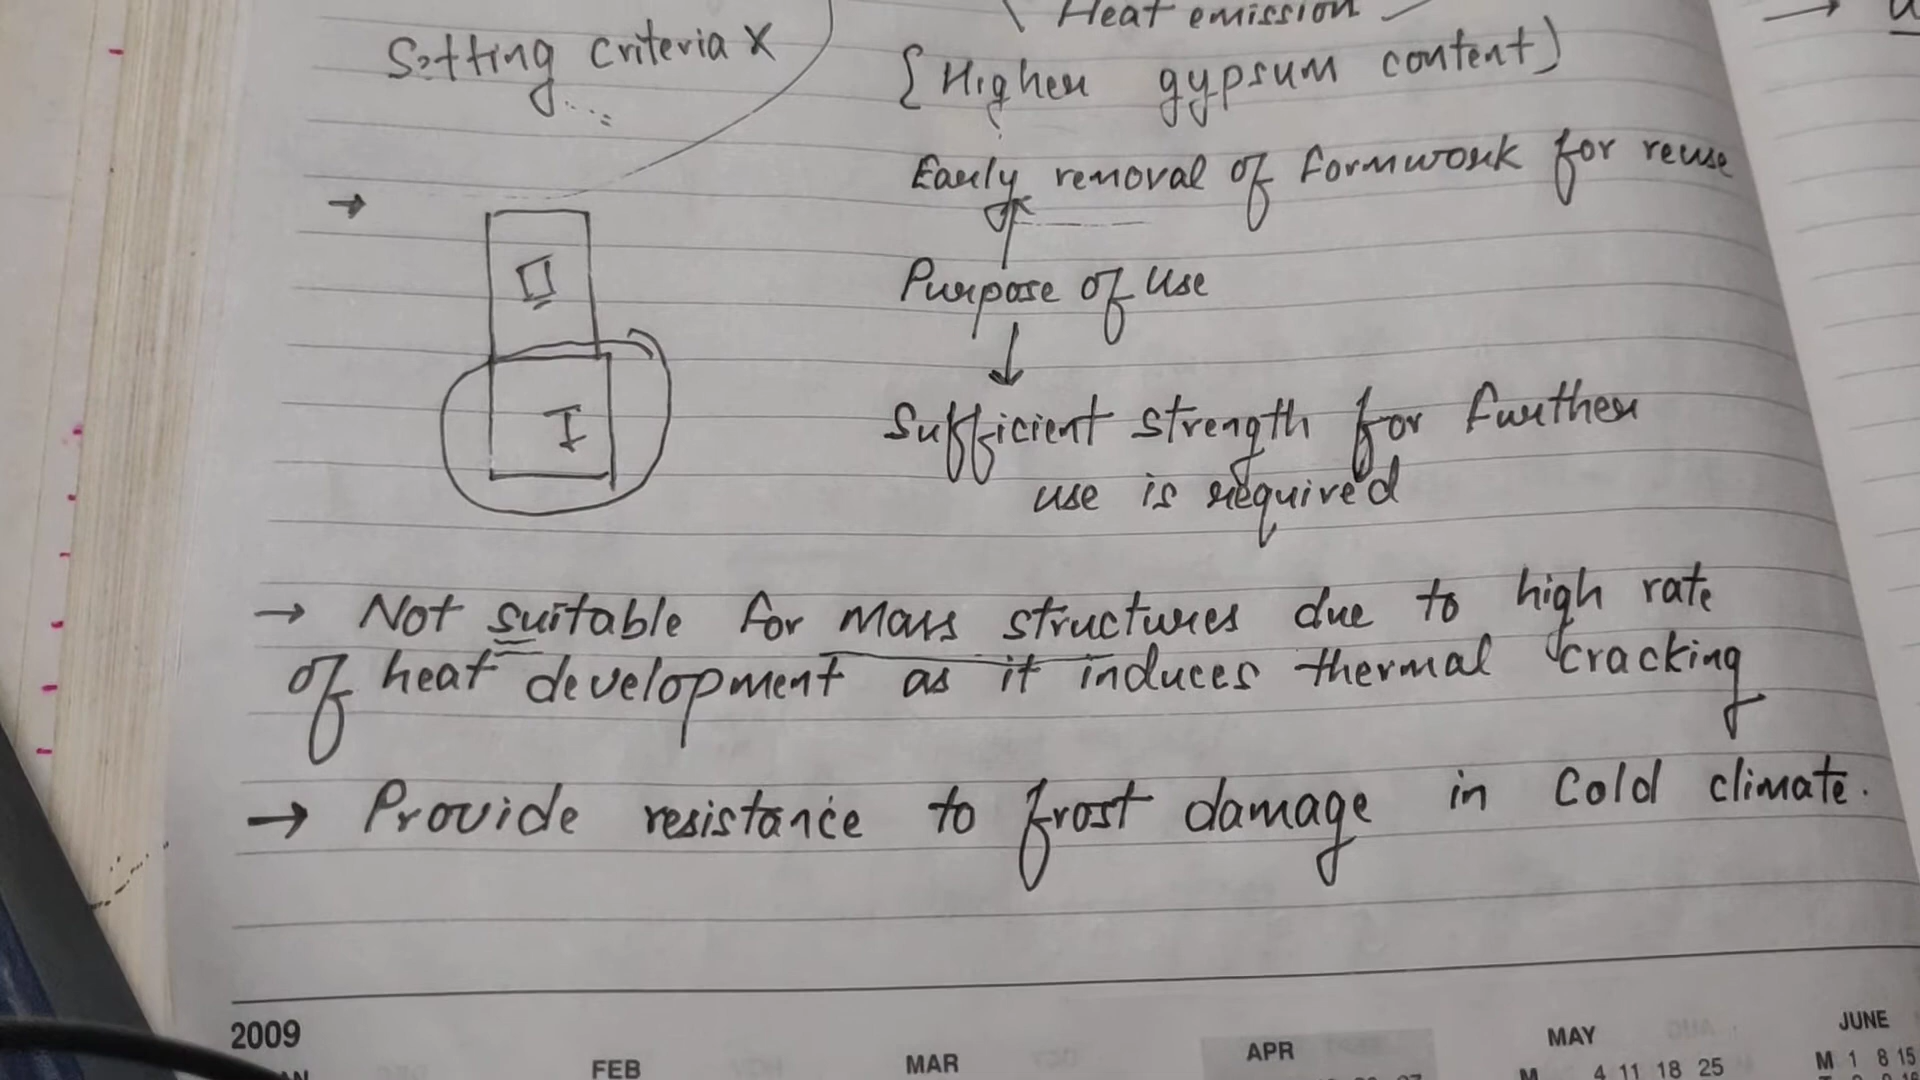 Heat emission
Setting criteria X
{Higher gypsum content}
Early removal of formwork for reuse
→
Purpose of use
II
Sufficient strength for further
I
use is required
→ Not suitable for mass structures due to high rate
of heat development as it induces thermal cracking
→ Provide resistance to frost damage in cold climate.
2009
FEB MAR APR MAY JUNE
M 4 11 18 25
M 1 8 15